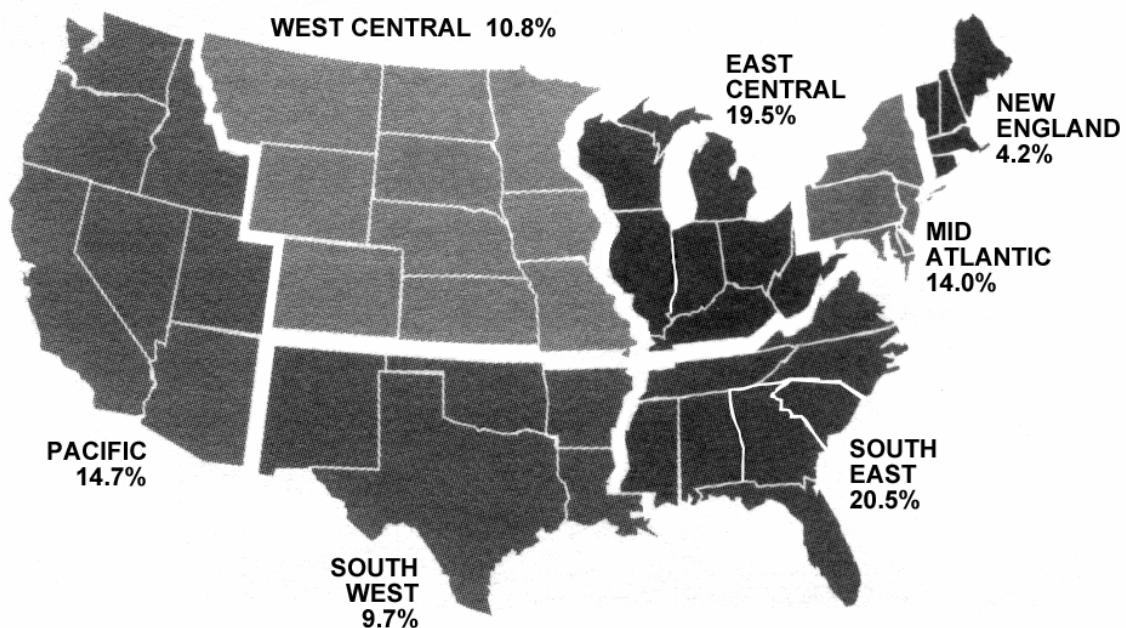 WEST CENTRAL 10.8%
EAST
CENTRAL
19.5%
NEW
ENGLAND
4.2%
MID
ATLANTIC
14.0%
PACIFIC
14.7%
SOUTH
EAST
20.5%
SOUTH
WEST
9.7%